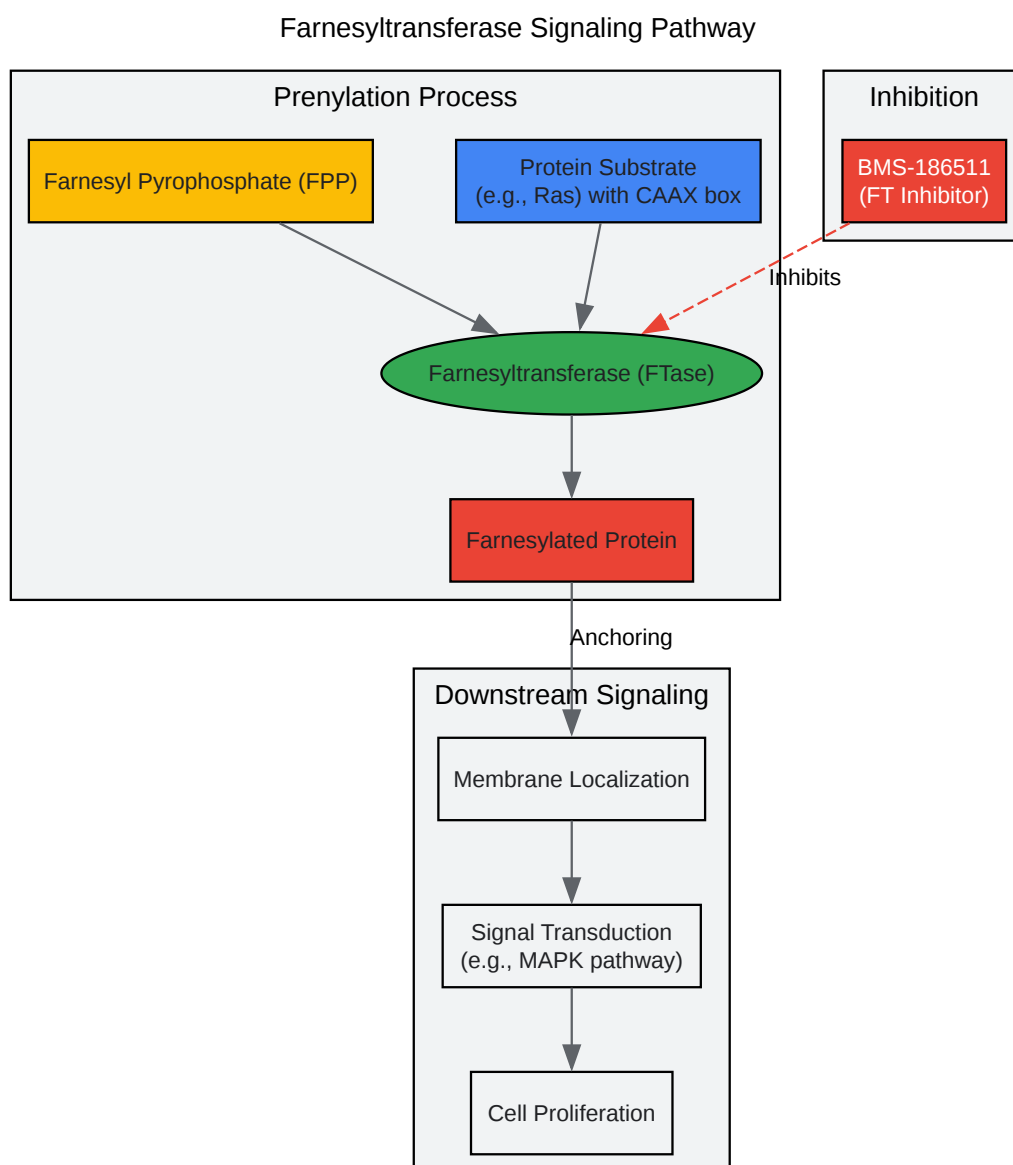 Farnesyltransferase Signaling Pathway
Prenylation Process
Inhibition
Farnesyl Pyrophosphate (FPP)
Protein Substrate
(e.g., Ras) with CAAX box
BMS-186511
(FT Inhibitor)
Inhibits
Farnesyltransferase (FTase)
Farnesylated Protein
Anchoring
Downstream Signaling
Membrane Localization
Signal Transduction
(e.g., MAPK pathway)
Cell Proliferation